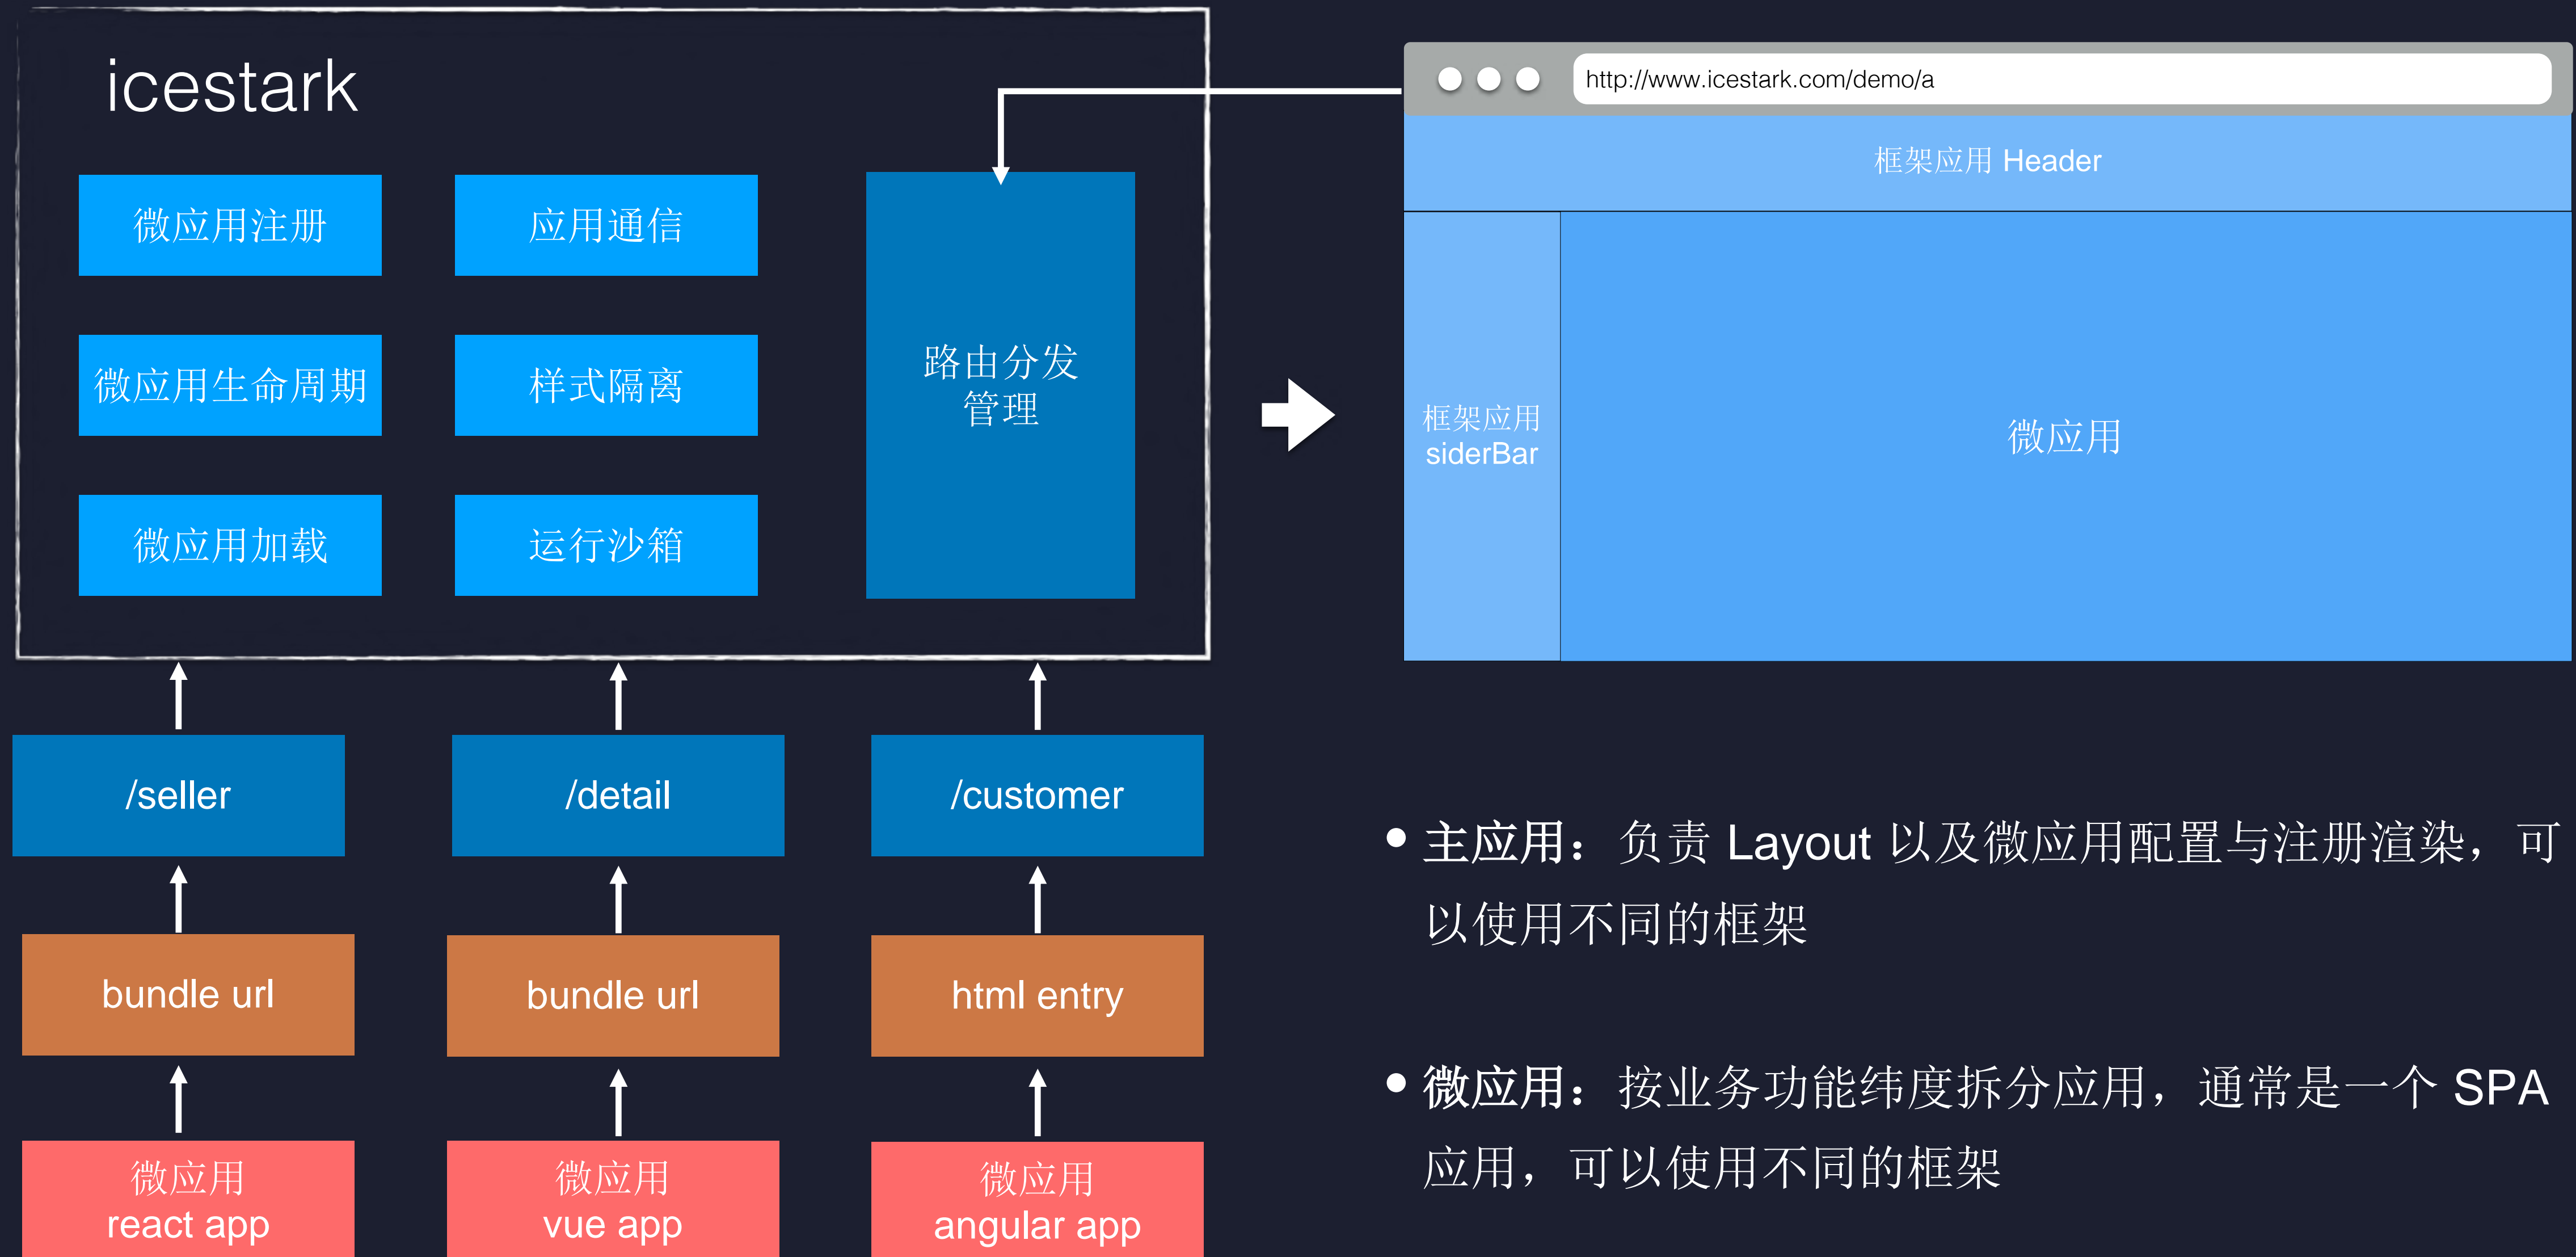 icestark
微应用注册
应用通信
微应用生命周期
样式隔离
微应用加载
运行沙箱
路由分发
管理
http://www.icestark.com/demo/a
框架应用 Header
框架应用
siderBar
微应用
/seller
/detail
/customer
bundle url
bundle url
html entry
微应用
react app
微应用
vue app
微应用
angular app
• 主应用：负责 Layout 以及微应用配置与注册渲染，可
以使用不同的框架
• 微应用：按业务功能纬度拆分应用，通常是一个 SPA
应用，可以使用不同的框架